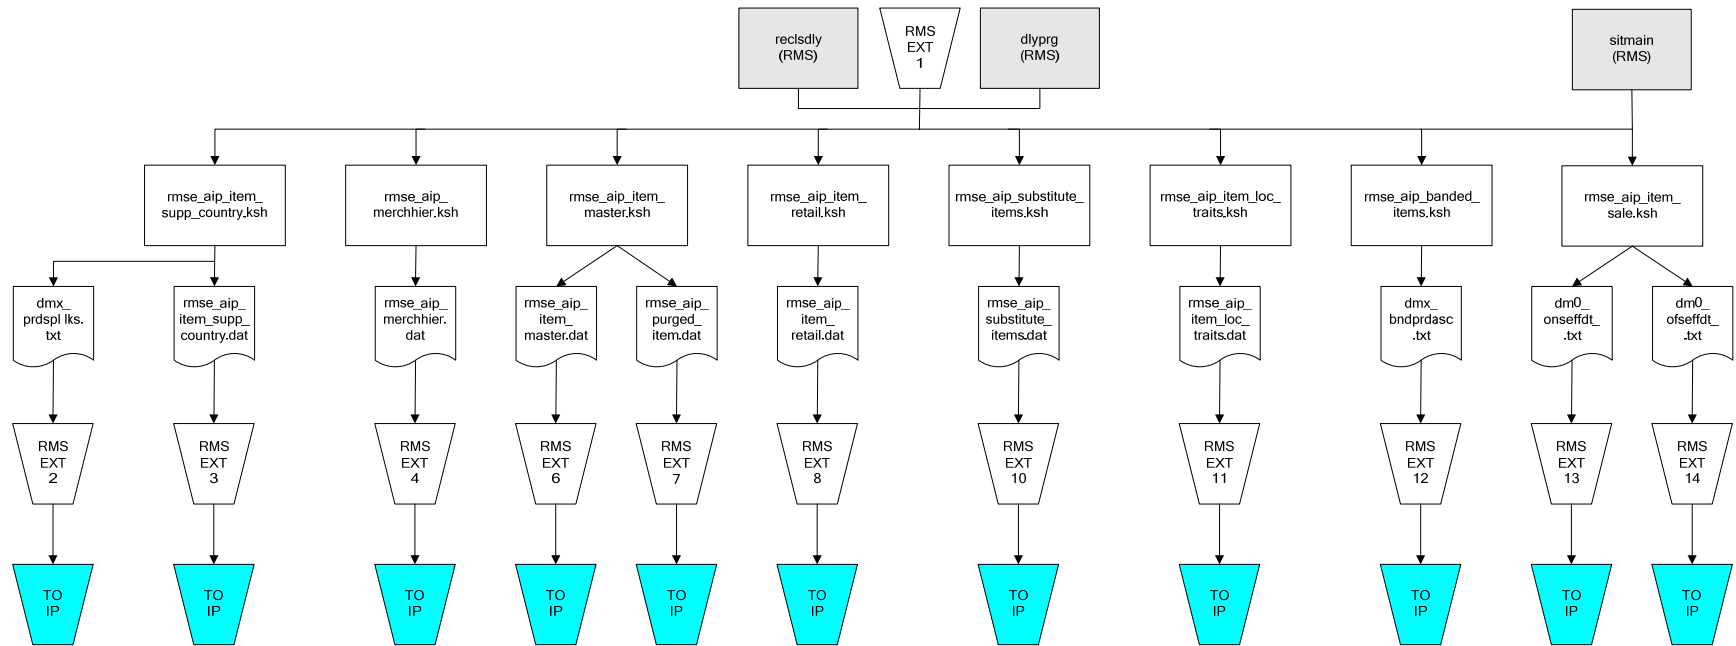 reclsdly
(RMS)
RMS
EXT
1
dlyprg
(RMS)
sitmain
(RMS)
rmse_aip_item_
supp_country.ksh
rmse_aip_
merchhier.ksh
rmse_aip_item_
master.ksh
rmse_aip_item_
retail.ksh
rmse_aip_substitute_
items.ksh
rmse_aip_item_loc_
traits.ksh
rmse_aip_banded_
items.ksh
rmse_aip_item_
sale.ksh
dmx_
prdspl lks.
txt
rmse_aip_
item_supp_
country.dat
rmse_aip_
merchhier.
dat
rmse_aip_
item_
master.dat
rmse_aip_
purged_
item.dat
rmse_aip_
item_
retail.dat
rmse_aip_
substitute_
items.dat
rmse_aip_
item_loc_
traits.dat
dmx_
bndprdasc
.txt
dm0_
onseffdt_
.txt
dm0_
ofseffdt_
.txt
RMS
EXT
2
RMS
EXT
3
RMS
EXT
4
RMS
EXT
6
RMS
EXT
7
RMS
EXT
8
RMS
EXT
10
RMS
EXT
11
RMS
EXT
12
RMS
EXT
13
RMS
EXT
14
TO
IP
TO
IP
TO
IP
TO
IP
TO
IP
TO
IP
TO
IP
TO
IP
TO
IP
TO
IP
TO
IP